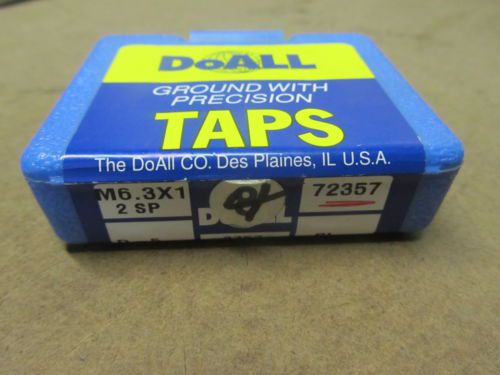 DOALL
GROUND WITH
PRECISION
TAPS
The DoAll CO. Des Plaines, IL U.S.A.
M6.3X1
2 SP
DOALL
72357